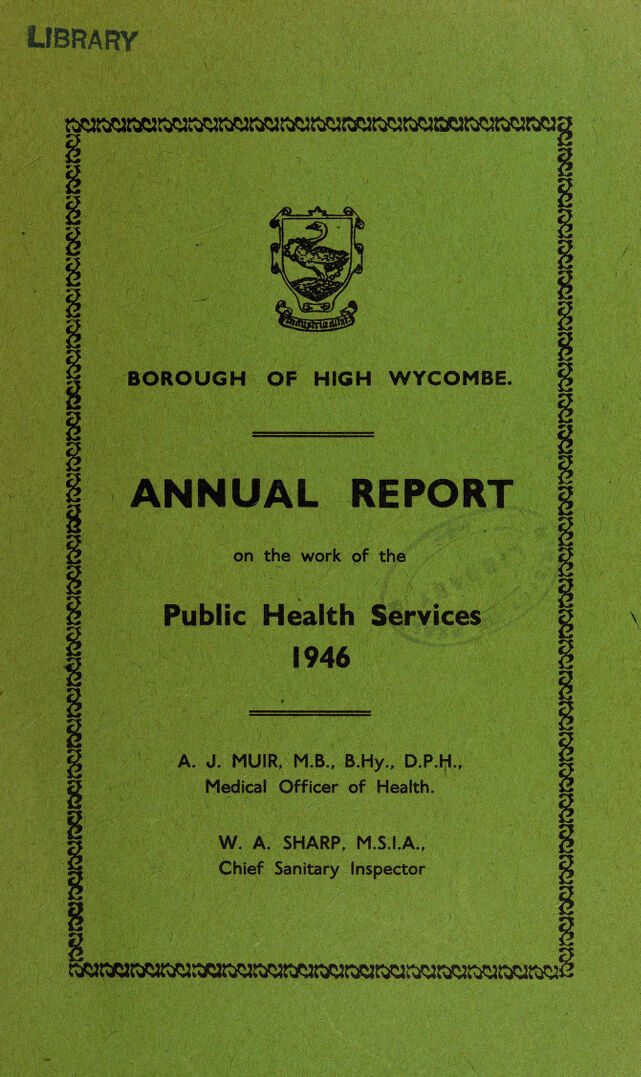 LIBRARY
BOROUGH OF HIGH WYCOMBE.
ANNUAL REPORT
on the work of the
Public Health Services
1946
A. J. MUIR, M.B., B.Hy., D.P.H.,
Medical Officer of Health.
W. A. SHARP, M.S.I.A.,
Chief Sanitary Inspector